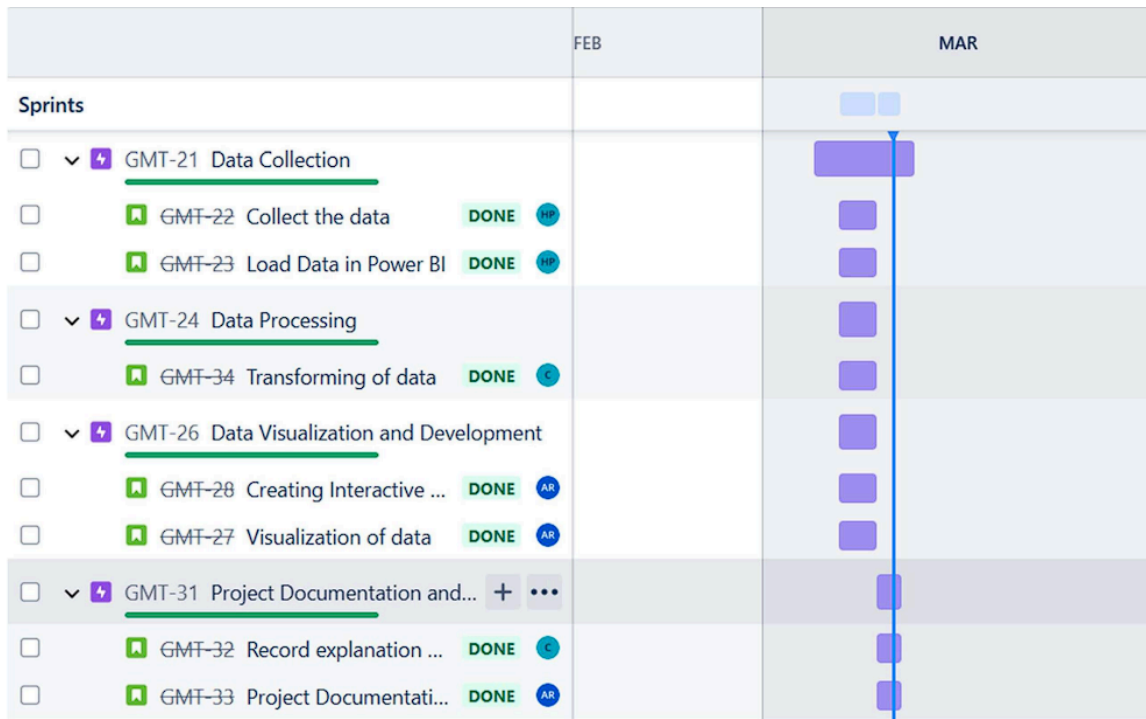 FEB MAR
Sprints
GMT-21 Data Collection
GMT-22 Collect the data DONE HP
GMT-23 Load Data in Power BI DONE HP
GMT-24 Data Processing
GMT-34 Transforming of data DONE C
GMT-26 Data Visualization and Development
GMT-28 Creating Interactive ... DONE AR
GMT-27 Visualization of data DONE AR
GMT-31 Project Documentation and...
GMT-32 Record explanation ... DONE C
GMT-33 Project Documentati... DONE AR